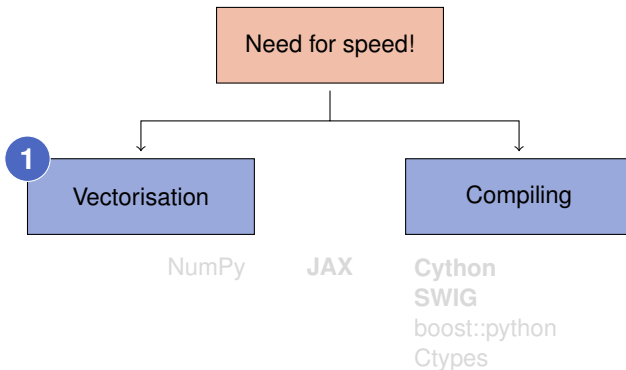 Need for speed!
1
Vectorisation
Compiling
NumPy JAX Cython
SWIG
boost::python
Ctypes